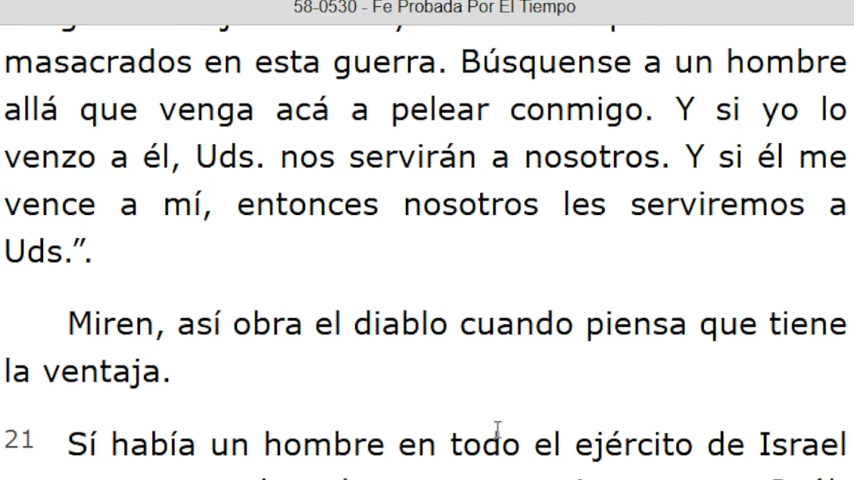 58-0530 - Fe Probada Por El Tiempo
masacrados en esta guerra. Búsquense a un hombre
allá que venga acá a pelear conmigo. Y si yo lo
venzo a él, Uds. nos servirán a nosotros. Y si él me
vence a mí, entonces nosotros les serviremos a
Uds.”.
Miren, así obra el diablo cuando piensa que tiene
la ventaja.
21 Sí había un hombre en todo el ejército de Israel